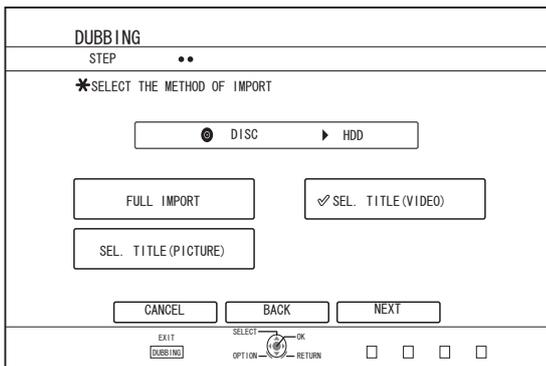 DUBBING
STEP
*SELECT THE METHOD OF IMPORT
DISC ▶ HDD
FULL IMPORT
✓SEL. TITLE(VIDEO)
SEL. TITLE(PICTURE)
CANCEL
BACK
NEXT
EXIT
DUBBING
SELECT
OK
OPTION
RETURN